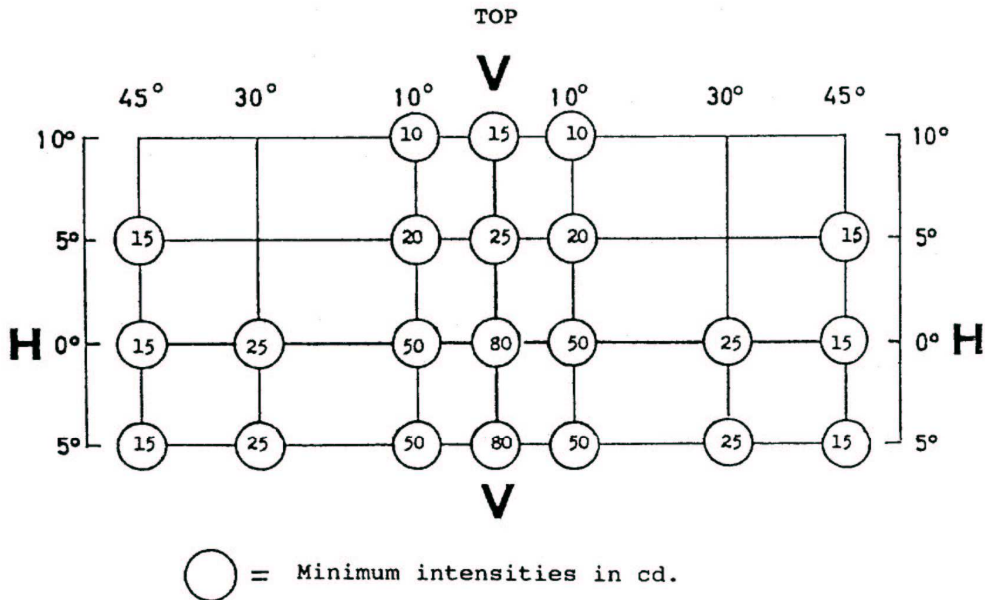 TOP
V
45° 30° 10° 10° 30° 45°
10° 10 15 10 10°
5° 15 20 25 20 15 5°
H 0° 15 25 50 80 50 25 15 0° H
5° 15 25 50 80 50 25 15 5°
V
= Minimum intensities in cd.